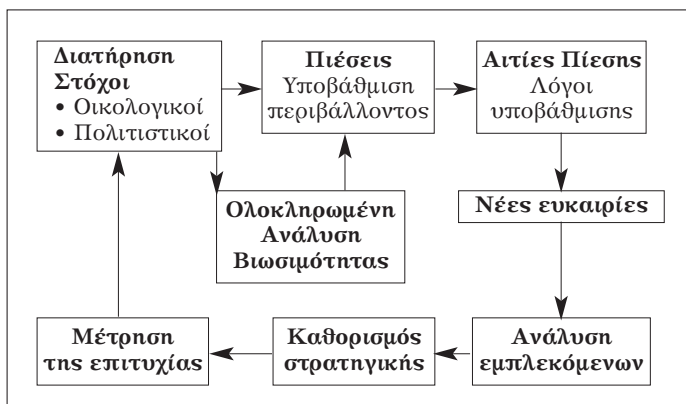 Διατήρηση
Στόχοι
• Οικολογικοί
• Πολιτιστικοί
Πιέσεις
Υποβάθμιση
περιβάλλοντος
Αιτίες Πίεσης
Λόγοι
υποβάθμισης
Ολοκληρωμένη
Ανάλυση
Βιωσιμότητας
Νέες ευκαιρίες
Μέτρηση
της επιτυχίας
Καθορισμός
στρατηγικής
Ανάλυση
εμπλεκόμενων